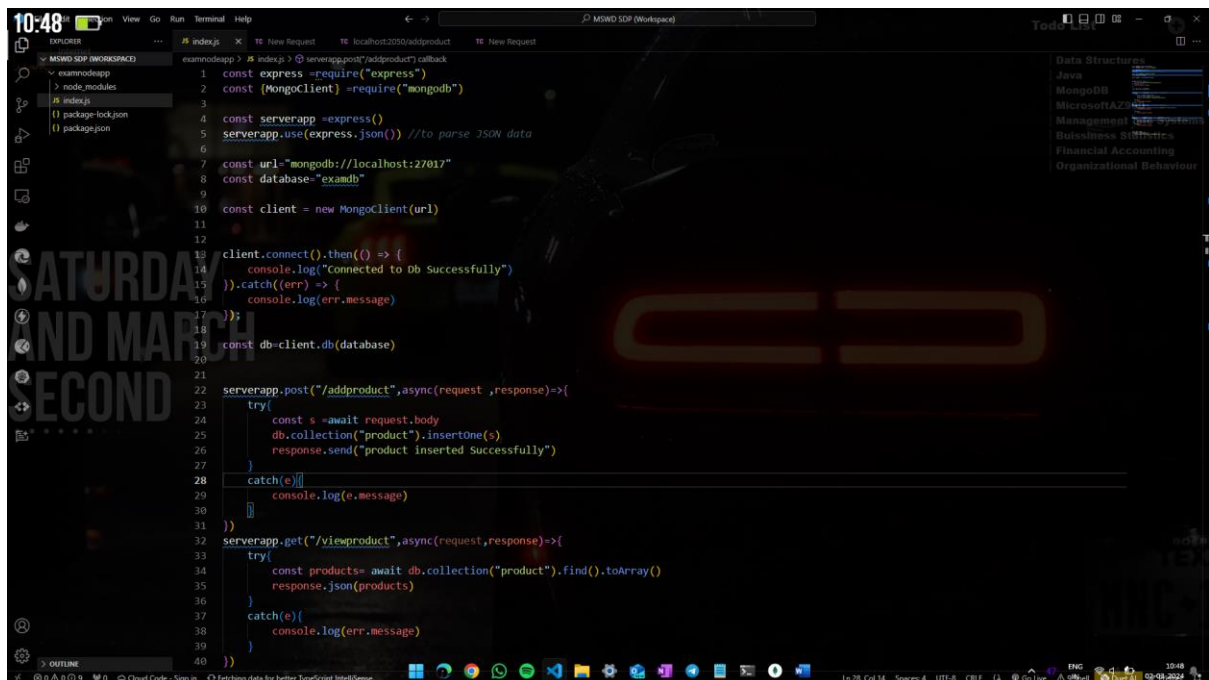 10:48
Edit Selection View Go Run Terminal Help
MSWD SDP (Workspace)
Todo List
EXPLORER
index.js
New Request
localhost:2050/addproduct
New Request
Internet
MSWD SDP (WORKSPACE)
examnodeapp
node_modules
index.js
package-lock.json
package.json
examnodeapp > index.js > serverapp.post("/addproduct") callback
1 const express =require("express")
2 const {MongoClient} =require("mongodb")
3
4 const serverapp =express()
5 serverapp.use(express.json()) //to parse JSON data
6
7 const url="mongodb://localhost:27017"
8 const database="examdb"
9
10 const client = new MongoClient(url)
11
12
13 client.connect().then(() => {
14 console.log("Connected to Db Successfully")
15 }).catch((err) => {
16 console.log(err.message)
17 });
18
19 const db=client.db(database)
20
21
22 serverapp.post("/addproduct",async(request ,response)=>{
23 try{
24 const s =await request.body
25 db.collection("product").insertOne(s)
26 response.send("product inserted Successfully")
27 }
28 catch(e){
29 console.log(e.message)
30 }
31 })
32 serverapp.get("/viewproduct",async(request,response)=>{
33 try{
34 const products= await db.collection("product").find().toArray()
35 response.json(products)
36 }
37 catch(e){
38 console.log(err.message)
39 }
40 })
Data Structures
Java
MongoDB
Management Systems
Buissiness Statistics
Financial Accounting
Organizational Behaviour
SATURDAY
AND MARCH
SECOND
OUTLINE
Cloud Code - Sign in
Fetching data for better TypeScript IntelliSense
Ln 28, Col 14
Spaces: 4
UTF-8
CRLF
Go Live
ENG
10:48
02-03-2024